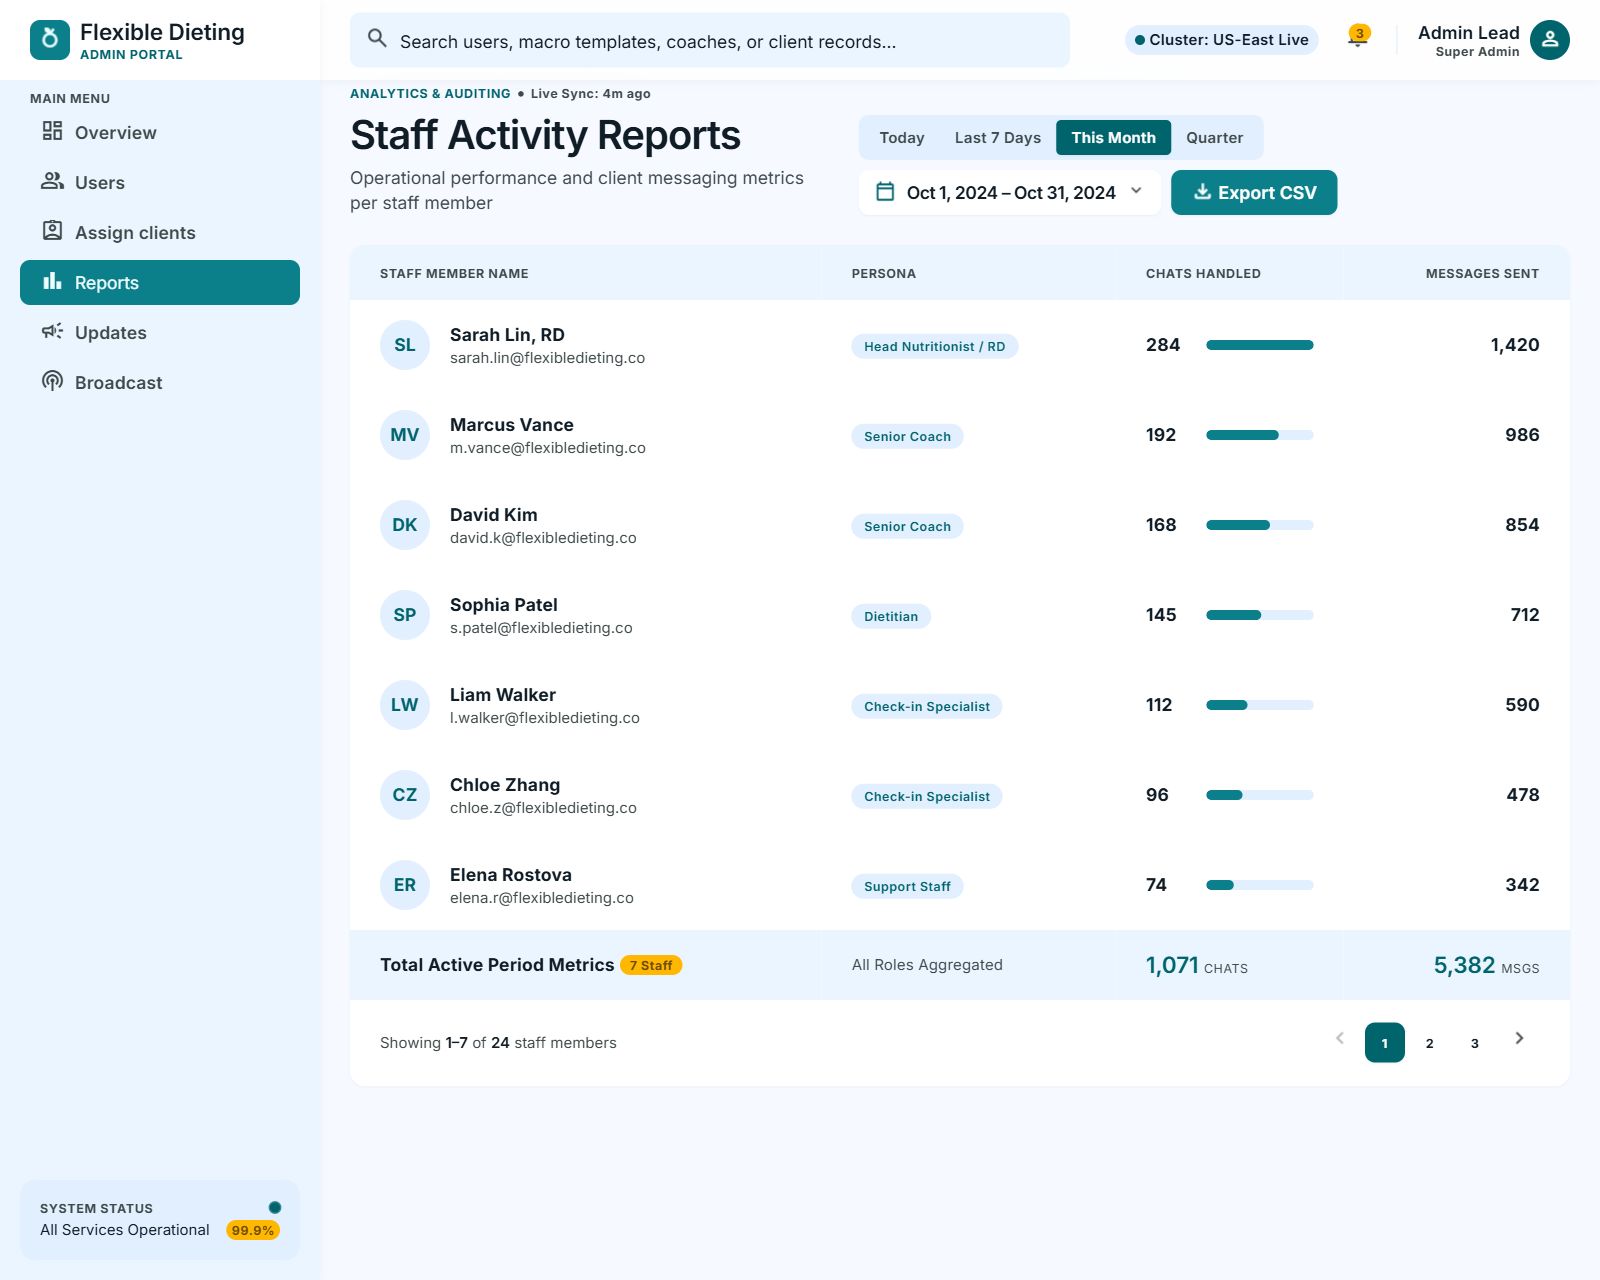 Flexible Dieting
ADMIN PORTAL
Search users, macro templates, coaches, or client records...
Cluster: US-East Live
3
Admin Lead
Super Admin
MAIN MENU
Overview
Users
Assign clients
Reports
Updates
Broadcast
SYSTEM STATUS
All Services Operational 99.9%
ANALYTICS & AUDITING • Live Sync: 4m ago
Staff Activity Reports
Operational performance and client messaging metrics
per staff member
Today Last 7 Days This Month Quarter
Oct 1, 2024 – Oct 31, 2024
Export CSV
STAFF MEMBER NAME PERSONA CHATS HANDLED MESSAGES SENT
SL Sarah Lin, RD Head Nutritionist / RD 284 1,420
sarah.lin@flexibledieting.co
MV Marcus Vance Senior Coach 192 986
m.vance@flexibledieting.co
DK David Kim Senior Coach 168 854
david.k@flexibledieting.co
SP Sophia Patel Dietitian 145 712
s.patel@flexibledieting.co
LW Liam Walker Check-in Specialist 112 590
l.walker@flexibledieting.co
CZ Chloe Zhang Check-in Specialist 96 478
chloe.z@flexibledieting.co
ER Elena Rostova Support Staff 74 342
elena.r@flexibledieting.co
Total Active Period Metrics 7 Staff All Roles Aggregated 1,071 CHATS 5,382 MSGS
Showing 1–7 of 24 staff members 1 2 3